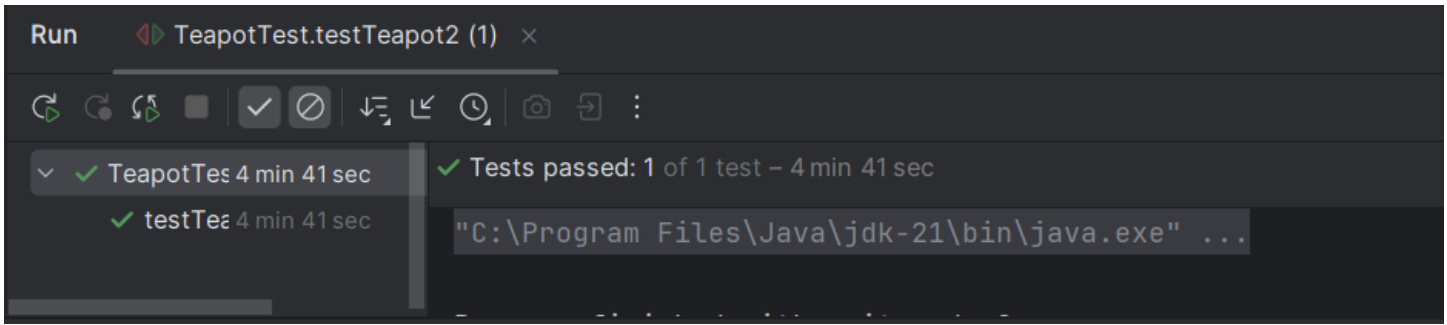 Run TeapotTest.testTeapot2 (1)
TeapotTes 4 min 41 sec
Tests passed: 1 of 1 test – 4 min 41 sec
testTea 4 min 41 sec
"C:\Program Files\Java\jdk-21\bin\java.exe" ...